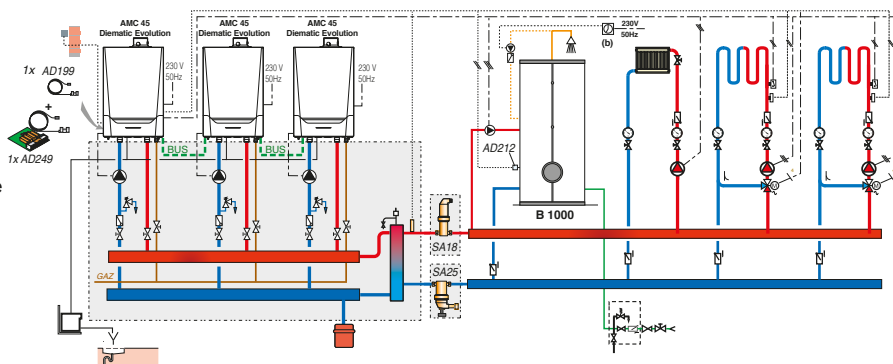 AMC 45
Diematic Evolution
AMC 45
Diematic Evolution
AMC 45
Diematic Evolution
230 V
50Hz
230 V
50Hz
230 V
50Hz
230V
50Hz
(b)
1x AD199
+
1x AD249
e
BUS
BUS
AD212
B 1000
SA18
SA25
GAZ
M
M